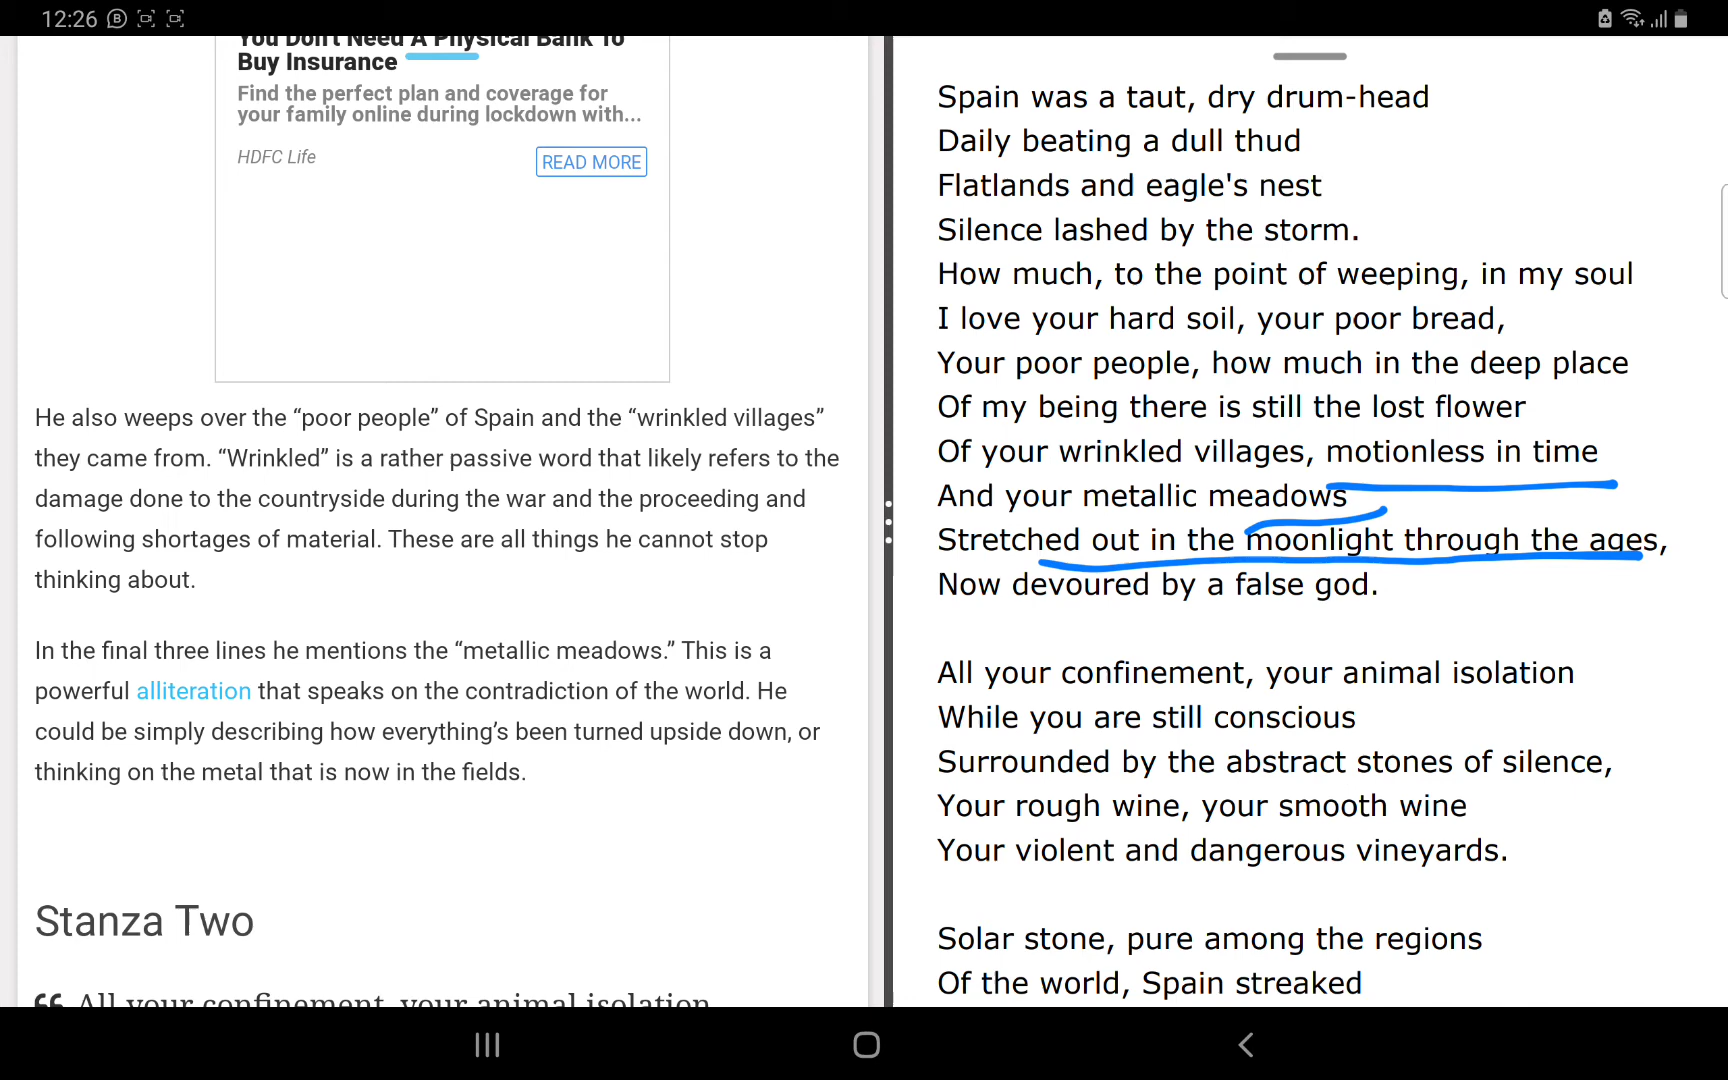 12:26
You Don't Need A Physical Bank To
Buy Insurance
Find the perfect plan and coverage for
your family online during lockdown with...
HDFC Life
READ MORE
He also weeps over the “poor people” of Spain and the “wrinkled villages”
they came from. “Wrinkled” is a rather passive word that likely refers to the
damage done to the countryside during the war and the proceeding and
following shortages of material. These are all things he cannot stop
thinking about.
In the final three lines he mentions the “metallic meadows.” This is a
powerful alliteration that speaks on the contradiction of the world. He
could be simply describing how everything’s been turned upside down, or
thinking on the metal that is now in the fields.
Stanza Two
“ All your confinement, your animal isolation
Spain was a taut, dry drum-head
Daily beating a dull thud
Flatlands and eagle's nest
Silence lashed by the storm.
How much, to the point of weeping, in my soul
I love your hard soil, your poor bread,
Your poor people, how much in the deep place
Of my being there is still the lost flower
Of your wrinkled villages, motionless in time
And your metallic meadows
Stretched out in the moonlight through the ages,
Now devoured by a false god.
All your confinement, your animal isolation
While you are still conscious
Surrounded by the abstract stones of silence,
Your rough wine, your smooth wine
Your violent and dangerous vineyards.
Solar stone, pure among the regions
Of the world, Spain streaked